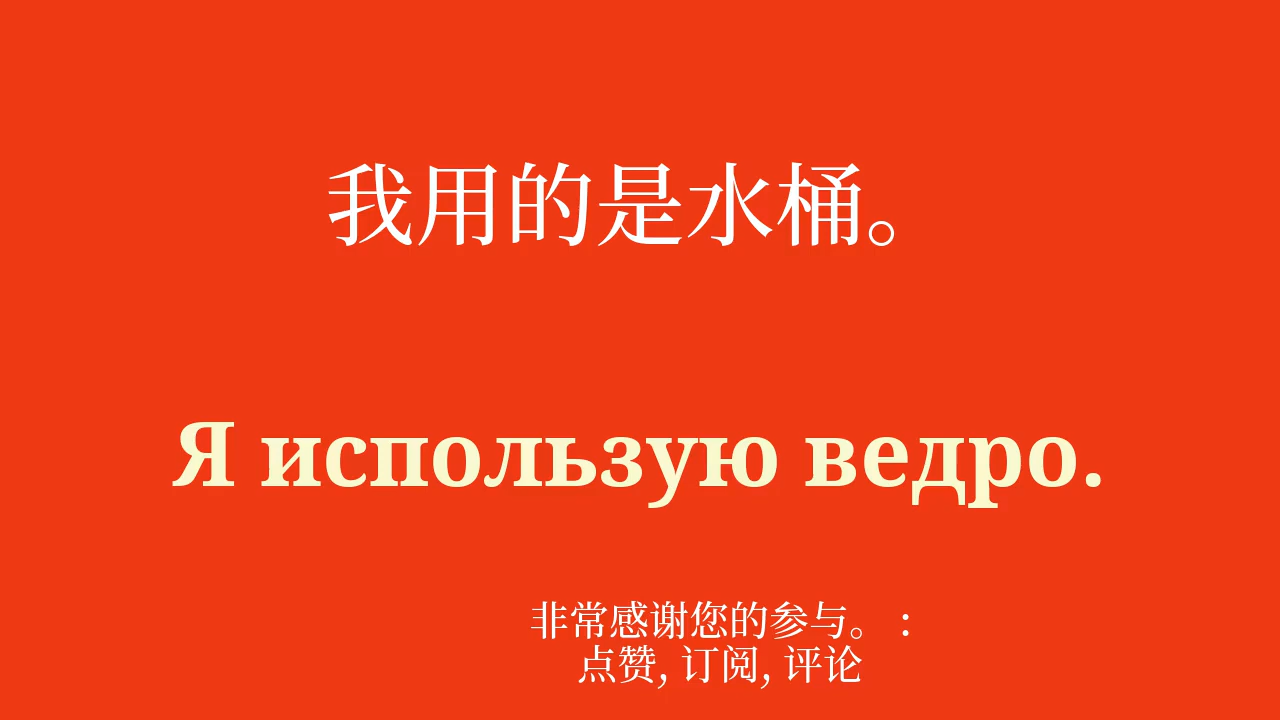 我用的是水桶。
Я использую ведро.
非常感谢您的参与。 :
点赞, 订阅, 评论